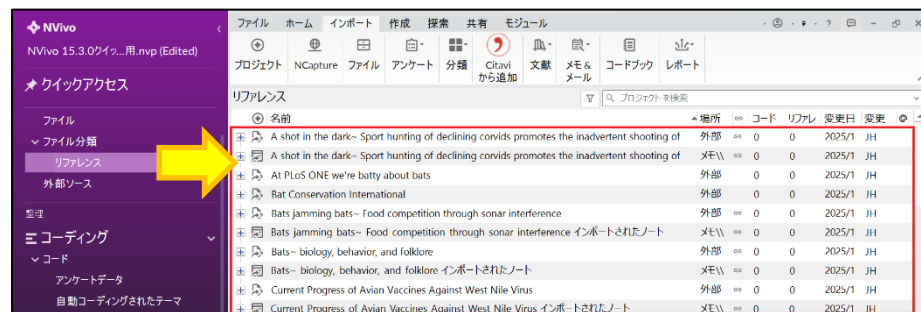 NVivo
NVivo 15.3.0クイッ...用.nvp (Edited)
クイックアクセス
ファイル
ファイル分類
リファレンス
外部ソース
整理
コーディング
コード
アンケートデータ
自動コーディングされたテーマ
ファイル ホーム インポート 作成 探索 共有 モジュール
プロジェクト NCapture ファイル アンケート 分類 Citavi から追加 文献 メモ& メール コードブック レポート
リファレンス
プロジェクトを検索
名前 場所 コード リファレ 変更日 変更
A shot in the dark~ Sport hunting of declining corvids promotes the inadvertent shooting of 外部 0 0 2025/1 JH
A shot in the dark~ Sport hunting of declining corvids promotes the inadvertent shooting of メモ\\ 0 0 2025/1 JH
At PLoS ONE we're batty about bats 外部 0 0 2025/1 JH
Bat Conservation International 外部 0 0 2025/1 JH
Bats jamming bats~ Food competition through sonar interference 外部 0 0 2025/1 JH
Bats jamming bats~ Food competition through sonar interference インポートされたノート メモ\\ 0 0 2025/1 JH
Bats~ biology, behavior, and folklore 外部 0 0 2025/1 JH
Bats~ biology, behavior, and folklore インポートされたノート メモ\\ 0 0 2025/1 JH
Current Progress of Avian Vaccines Against West Nile Virus 外部 0 0 2025/1 JH
Current Progress of Avian Vaccines Against West Nile Virus インポートされたノート メモ\\ 0 0 2025/1 JH